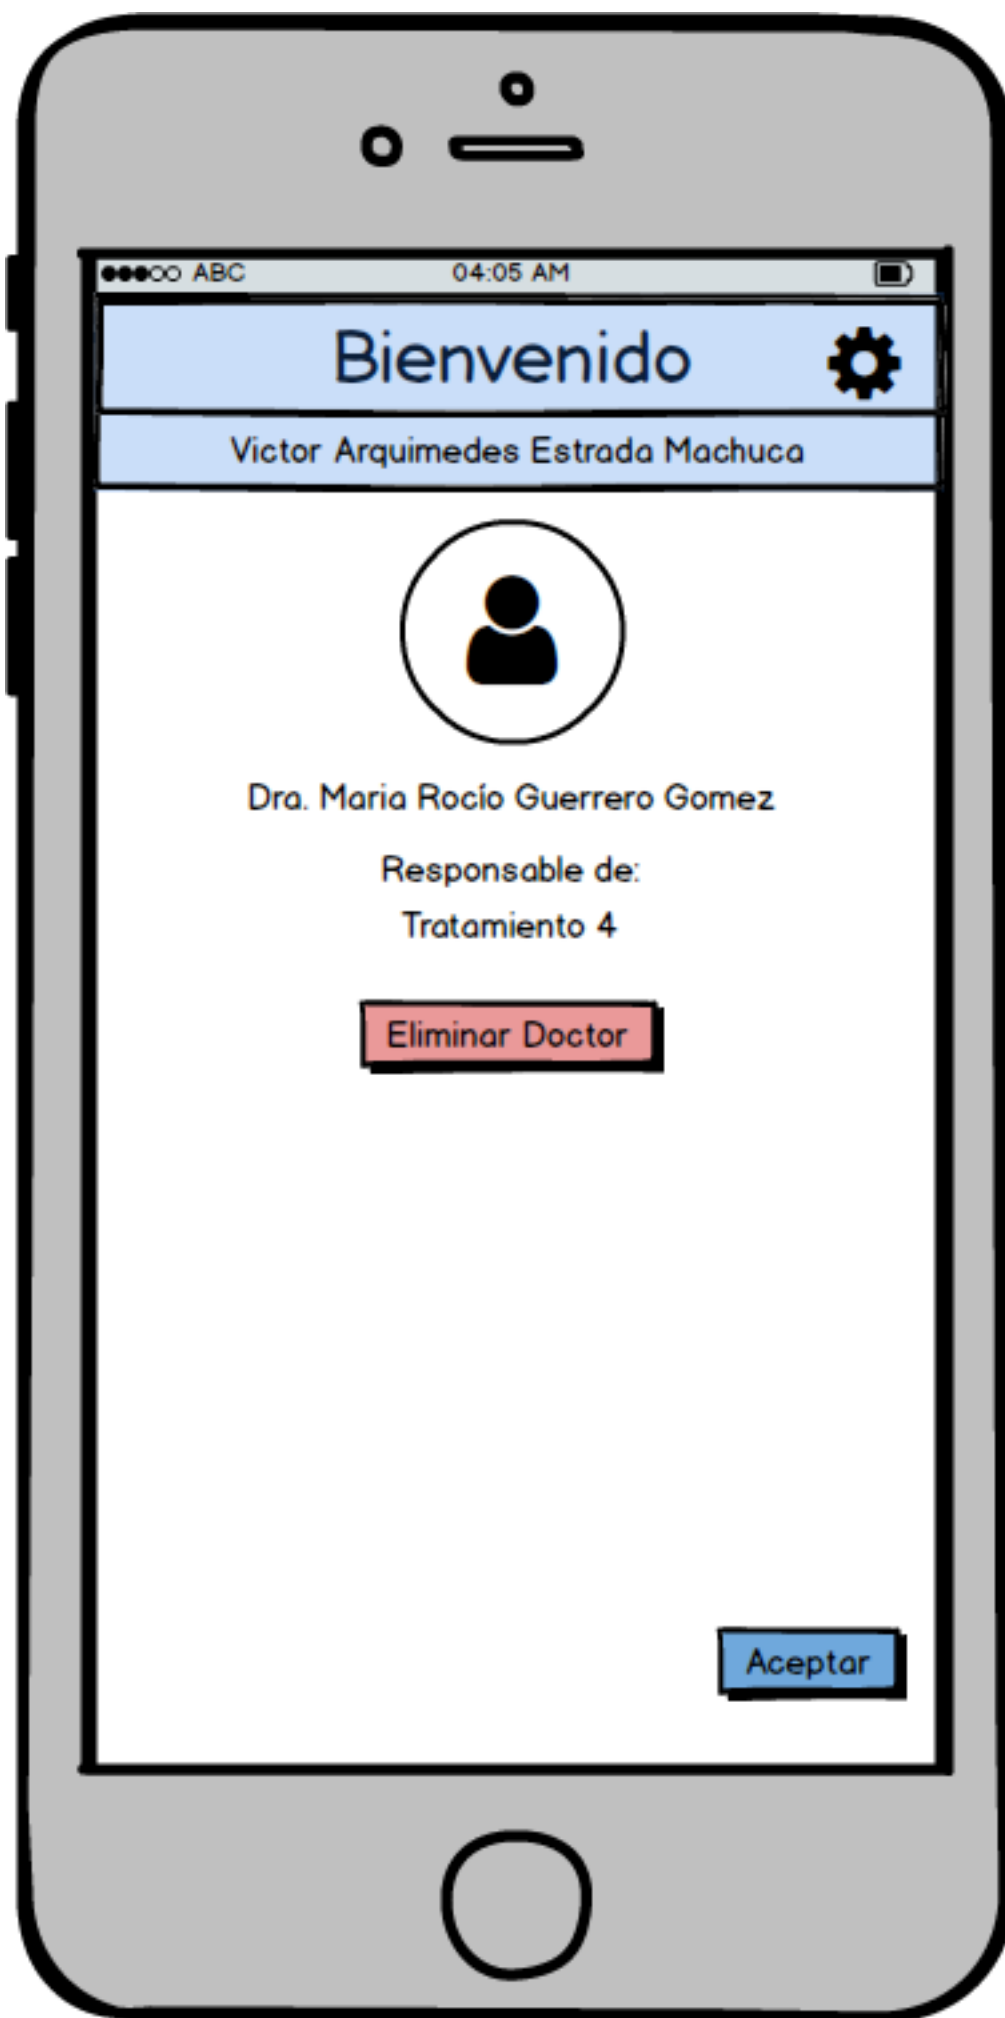 ABC 04:05 AM
Bienvenido
Victor Arquimedes Estrada Machuca
Dra. Maria Rocío Guerrero Gomez
Responsable de:
Tratamiento 4
Eliminar Doctor
Aceptar